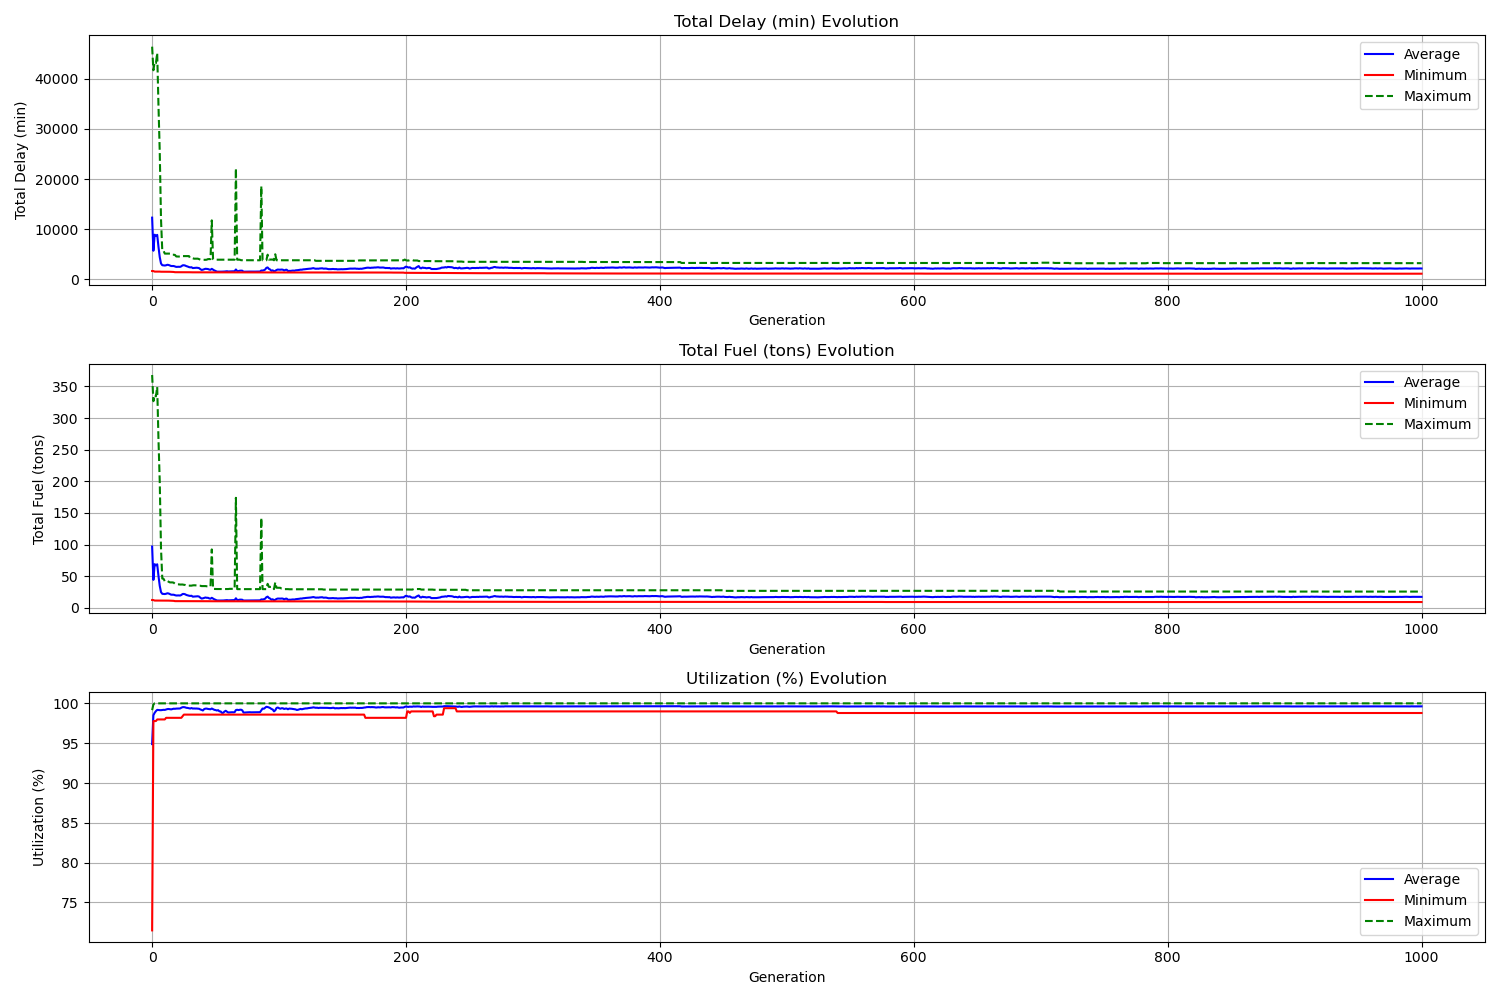 Total Delay (min) Evolution
Total Delay (min)
40000
30000
20000
10000
0
Average
Minimum
Maximum
0 200 400 600 800 1000
Generation
Total Fuel (tons) Evolution
Total Fuel (tons)
350
300
250
200
150
100
50
0
Average
Minimum
Maximum
0 200 400 600 800 1000
Generation
Utilization (%) Evolution
Utilization (%)
100
95
90
85
80
75
Average
Minimum
Maximum
0 200 400 600 800 1000
Generation